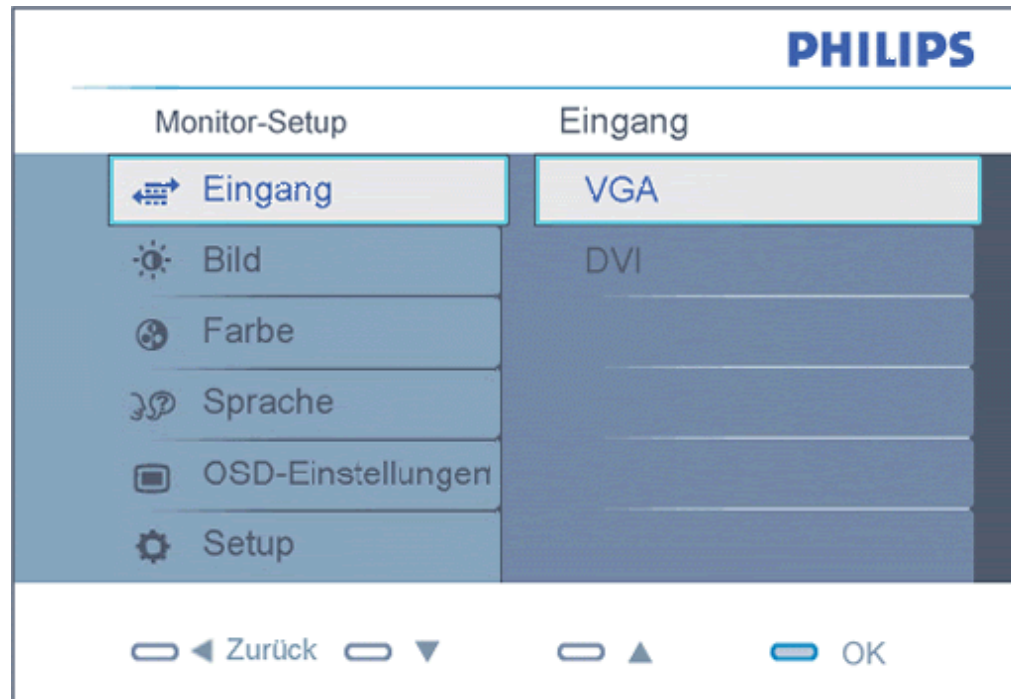 PHILIPS
Monitor-Setup Eingang
Eingang VGA
Bild DVI
Farbe
Sprache
OSD-Einstellungen
Setup
Zurück OK